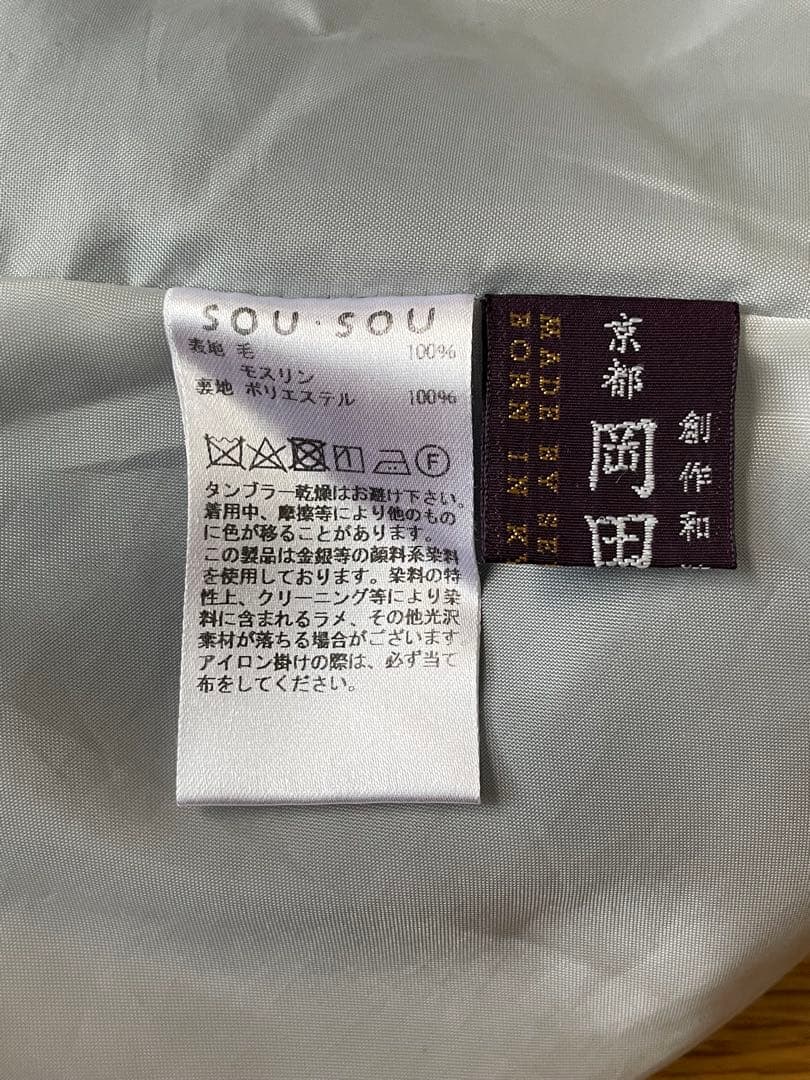 SOU・SOU
表地 毛 100%
モスリン
裏地 ポリエステル 100%
F
タンブラー乾燥はお避け下さい。
着用中、摩擦等により他のもの
に色が移ることがあります。
この製品は金銀等の顔料系染料
を使用しております。染料の特
性上、クリーニング等により染
料に含まれるラメ、その他光沢
素材が落ちる場合がございます
アイロン掛けの際は、必ず当て
布をしてください。
創作和
京都 岡田
MADE BY
BORN IN